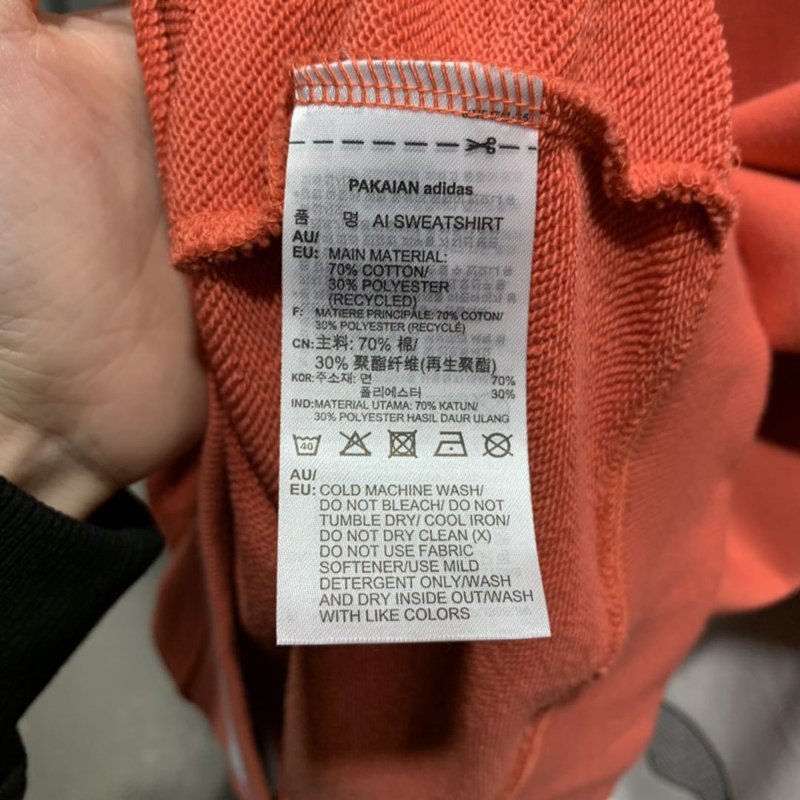 PAKAIAN adidas
품 명 AI SWEATSHIRT
AU/
EU: MAIN MATERIAL:
70% COTTON/
30% POLYESTER
(RECYCLED)
F: MATIERE PRINCIPALE: 70% COTON/
30% POLYESTER (RECYCLÉ)
CN: 主料: 70% 棉/
30% 聚酯纤维(再生聚酯)
KOR: 주소재: 면 70%
폴리에스터 30%
IND: MATERIAL UTAMA: 70% KATUN/
30% POLYESTER HASIL DAUR ULANG
40
AU/
EU: COLD MACHINE WASH/
DO NOT BLEACH/ DO NOT
TUMBLE DRY/ COOL IRON/
DO NOT DRY CLEAN (X)
DO NOT USE FABRIC
SOFTENER/USE MILD
DETERGENT ONLY/WASH
AND DRY INSIDE OUT/WASH
WITH LIKE COLORS